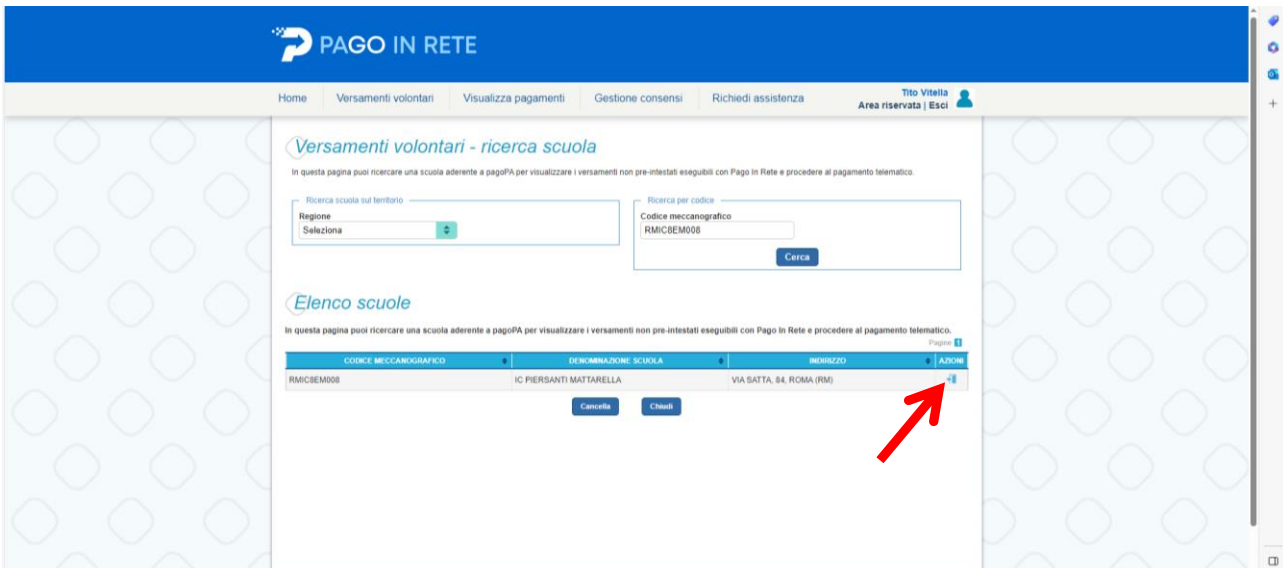 PAGO IN RETE
Home Versamenti volontari Visualizza pagamenti Gestione consensi Richiedi assistenza
Tito Vitella
Area riservata | Esci
Versamenti volontari - ricerca scuola
In questa pagina puoi ricercare una scuola aderente a pagoPA per visualizzare i versamenti non pre-intestati eseguibili con Pago In Rete e procedere al pagamento telematico.
Ricerca scuola sul territorio
Regione
Seleziona
Ricerca per codice
Codice meccanografico
RMIC8EM008
Cerca
Elenco scuole
In questa pagina puoi ricercare una scuola aderente a pagoPA per visualizzare i versamenti non pre-intestati eseguibili con Pago In Rete e procedere al pagamento telematico.
Pagine 1
CODICE MECCANOGRAFICO DENOMINAZIONE SCUOLA INDIRIZZO AZIONI
RMIC8EM008 IC PIERSANTI MATTARELLA VIA SATTA, 84, ROMA (RM)
Cancella Chiudi